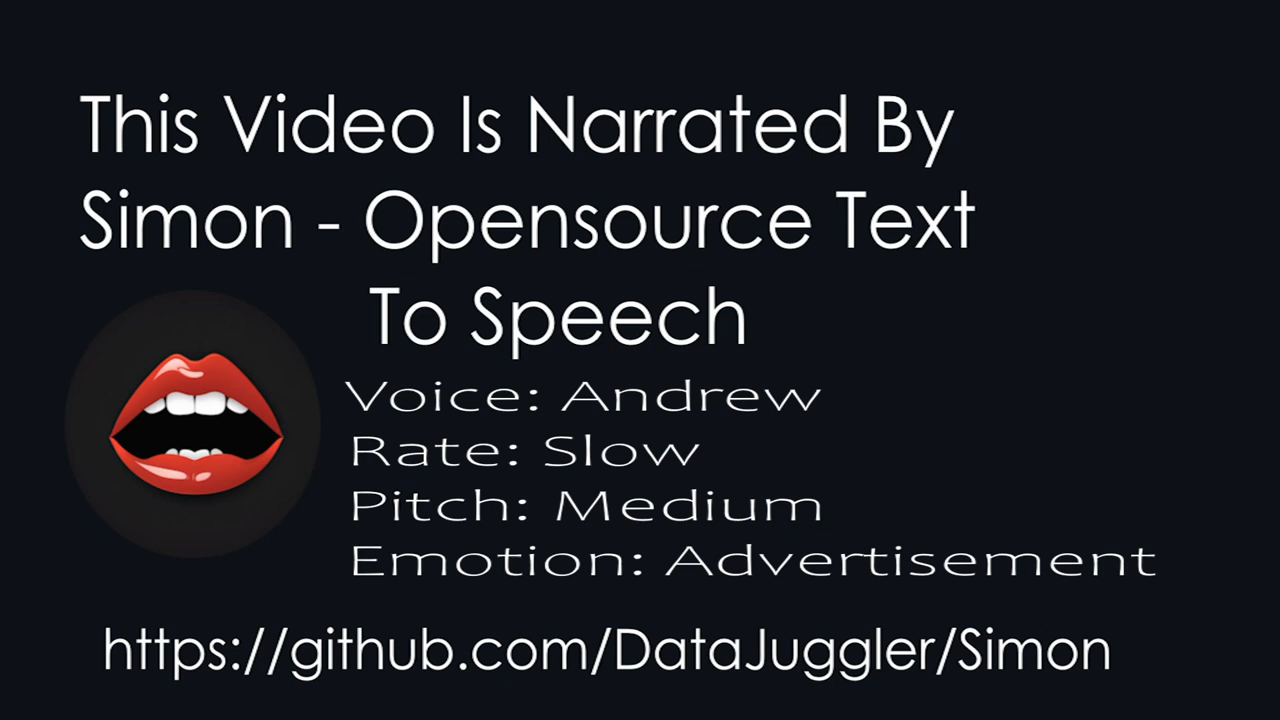 This Video Is Narrated By
Simon - Opensource Text
To Speech
Voice: Andrew
Rate: Slow
Pitch: Medium
Emotion: Advertisement
https://github.com/DataJuggler/Simon